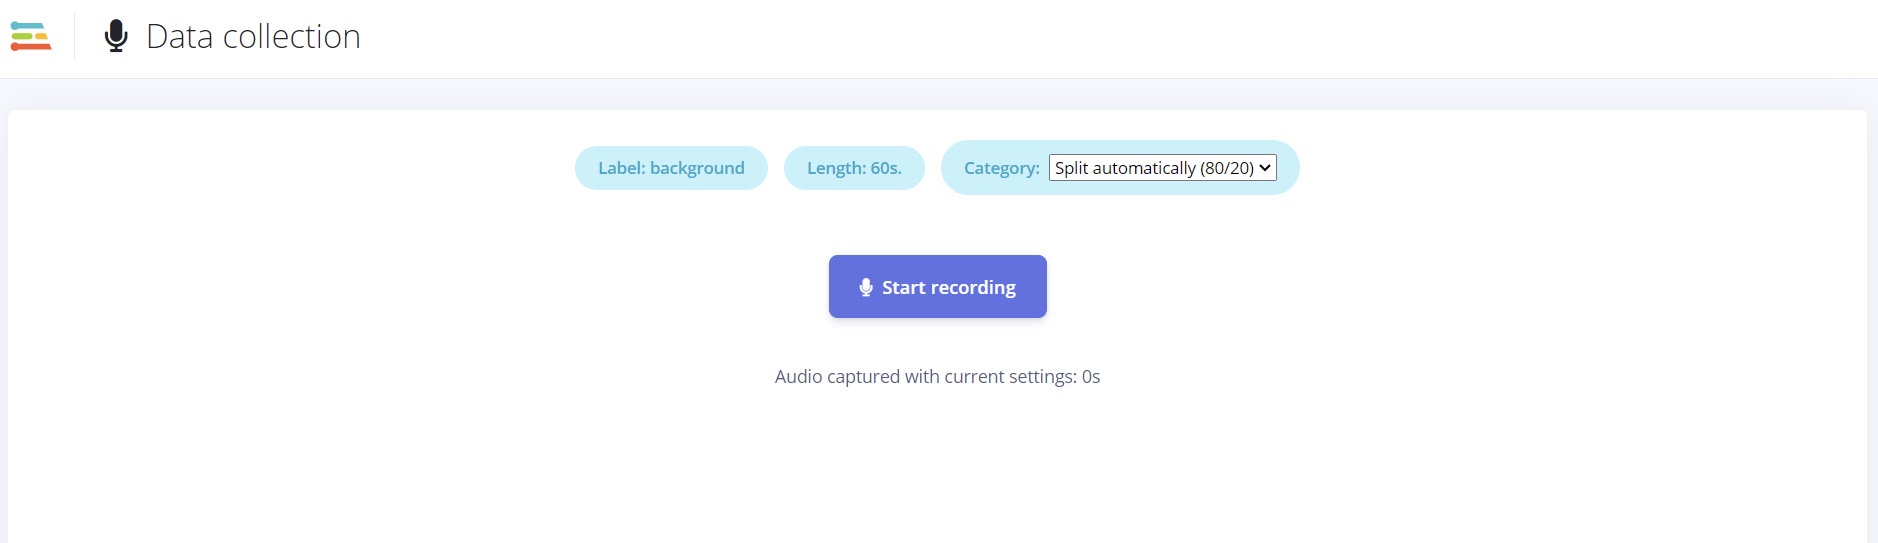 Data collection
Label: background
Length: 60s.
Category: Split automatically (80/20)
Start recording
Audio captured with current settings: 0s